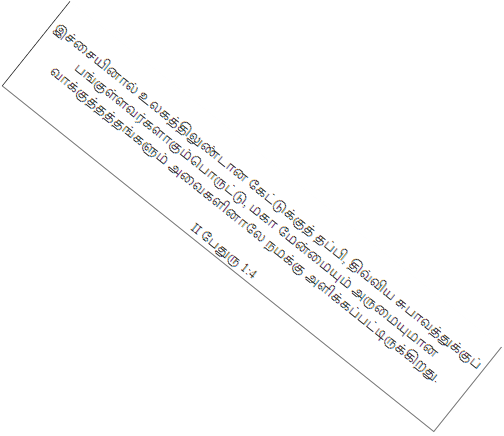 இச்சையினால் உலகத்திலுண்டான கேட்டுக்குத் தப்பி, திவ்விய சுபாவத்துக்குப்
பங்குள்ளவர்களாகும்பொருட்டு, மகா மேன்மையும் அருமையுமான
வாக்குத்தத்தங்களும் அவைகளினாலே நமக்கு அளிக்கப்பட்டிருக்கிறது.
II பேதுரு 1:4